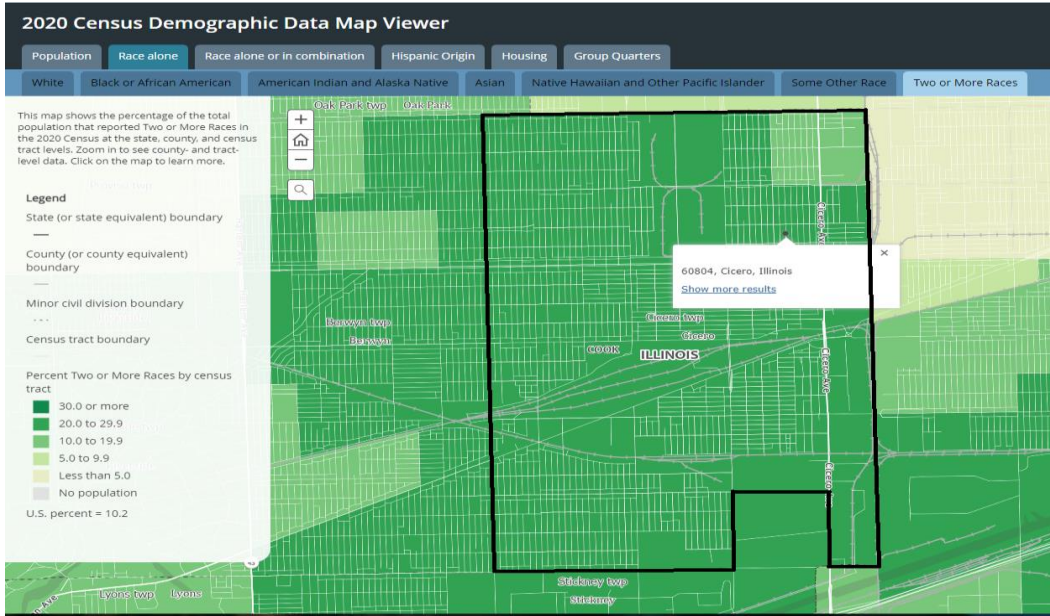 2020 Census Demographic Data Map Viewer
Population Race alone Race alone or in combination Hispanic Origin Housing Group Quarters
White Black or African American American Indian and Alaska Native Asian Native Hawaiian and Other Pacific Islander Some Other Race Two or More Races
This map shows the percentage of the total
population that reported Two or More Races in
the 2020 Census at the state, county, and census
tract levels. Zoom in to see county- and tract-
level data. Click on the map to learn more.
Legend
State (or state equivalent) boundary
County (or county equivalent)
boundary
Minor civil division boundary
Census tract boundary
Percent Two or More Races by census
tract
30.0 or more
20.0 to 29.9
10.0 to 19.9
5.0 to 9.9
Less than 5.0
No population
U.S. percent = 10.2
Oak Park twp Oak Park
Cicero Ave
60804, Cicero, Illinois
Show more results
Berwyn twp
Berwyn
Cicero twp
Cicero
COOK ILLINOIS
Cicero Ave
Cicero
Stickney twp
Stickney
Lyons twp Lyons